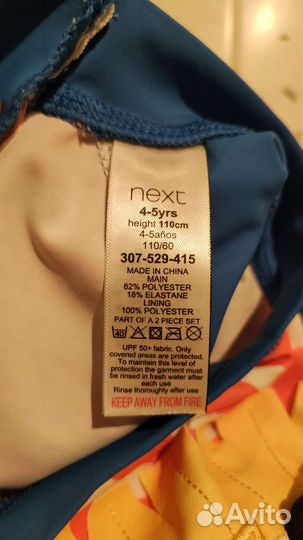 next
4-5yrs
height 110cm
4-5años
110/60
307-529-415
MADE IN CHINA
MAIN
82% POLYESTER
18% ELASTANE
LINING
100% POLYESTER
PART OF A 2 PIECE SET
40
UPF 50+ fabric. Only
covered areas are protected.
To maintain this level of
protection the garment must
be rinsed in fresh water after
each use
Rinse thoroughly after use
KEEP AWAY FROM FIRE
Avito